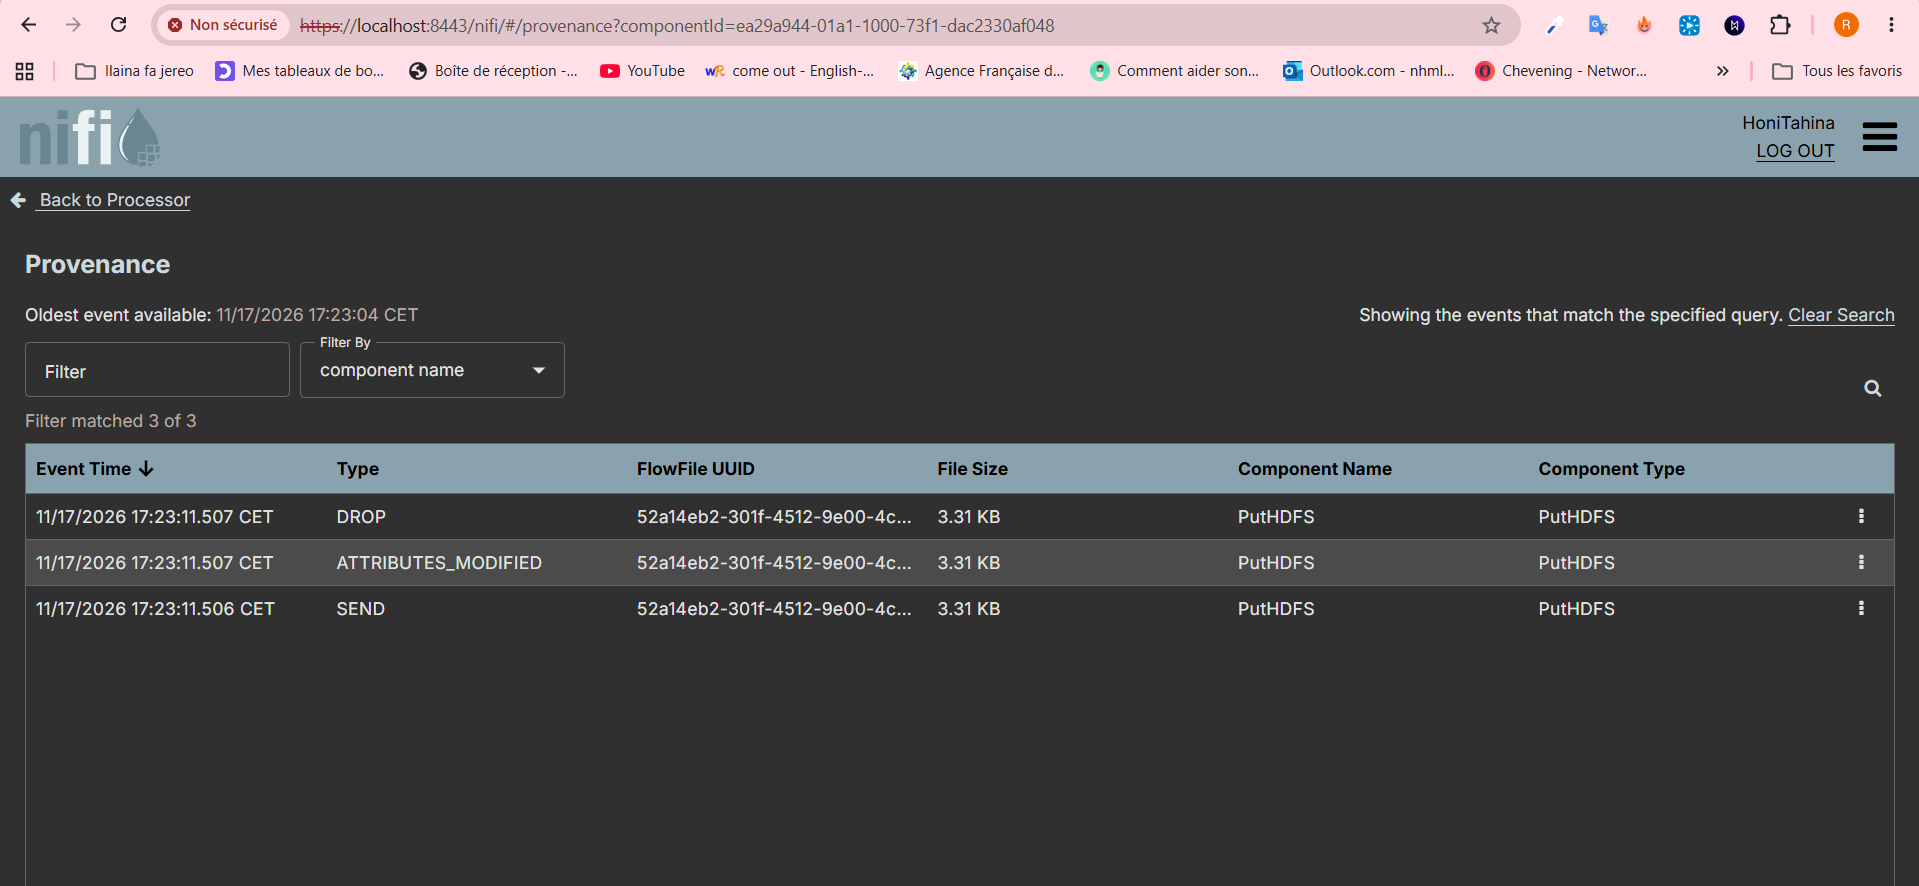 Non sécurisé https://localhost:8443/nifi/#/provenance?componentId=ea29a944-01a1-1000-73f1-dac2330af048 R
Ilaina fa jereo Mes tableaux de bo... Boîte de réception -... YouTube WR come out - English-... Agence Française d... Comment aider son... Outlook.com - nhml... Chevening - Networ... » Tous les favoris
nifi
HoniTahina
LOG OUT
Back to Processor
Provenance
Oldest event available: 11/17/2026 17:23:04 CET Showing the events that match the specified query. Clear Search
Filter By
Filter component name
Filter matched 3 of 3
Event Time Type FlowFile UUID File Size Component Name Component Type
11/17/2026 17:23:11.507 CET DROP 52a14eb2-301f-4512-9e00-4c... 3.31 KB PutHDFS PutHDFS
11/17/2026 17:23:11.507 CET ATTRIBUTES_MODIFIED 52a14eb2-301f-4512-9e00-4c... 3.31 KB PutHDFS PutHDFS
11/17/2026 17:23:11.506 CET SEND 52a14eb2-301f-4512-9e00-4c... 3.31 KB PutHDFS PutHDFS